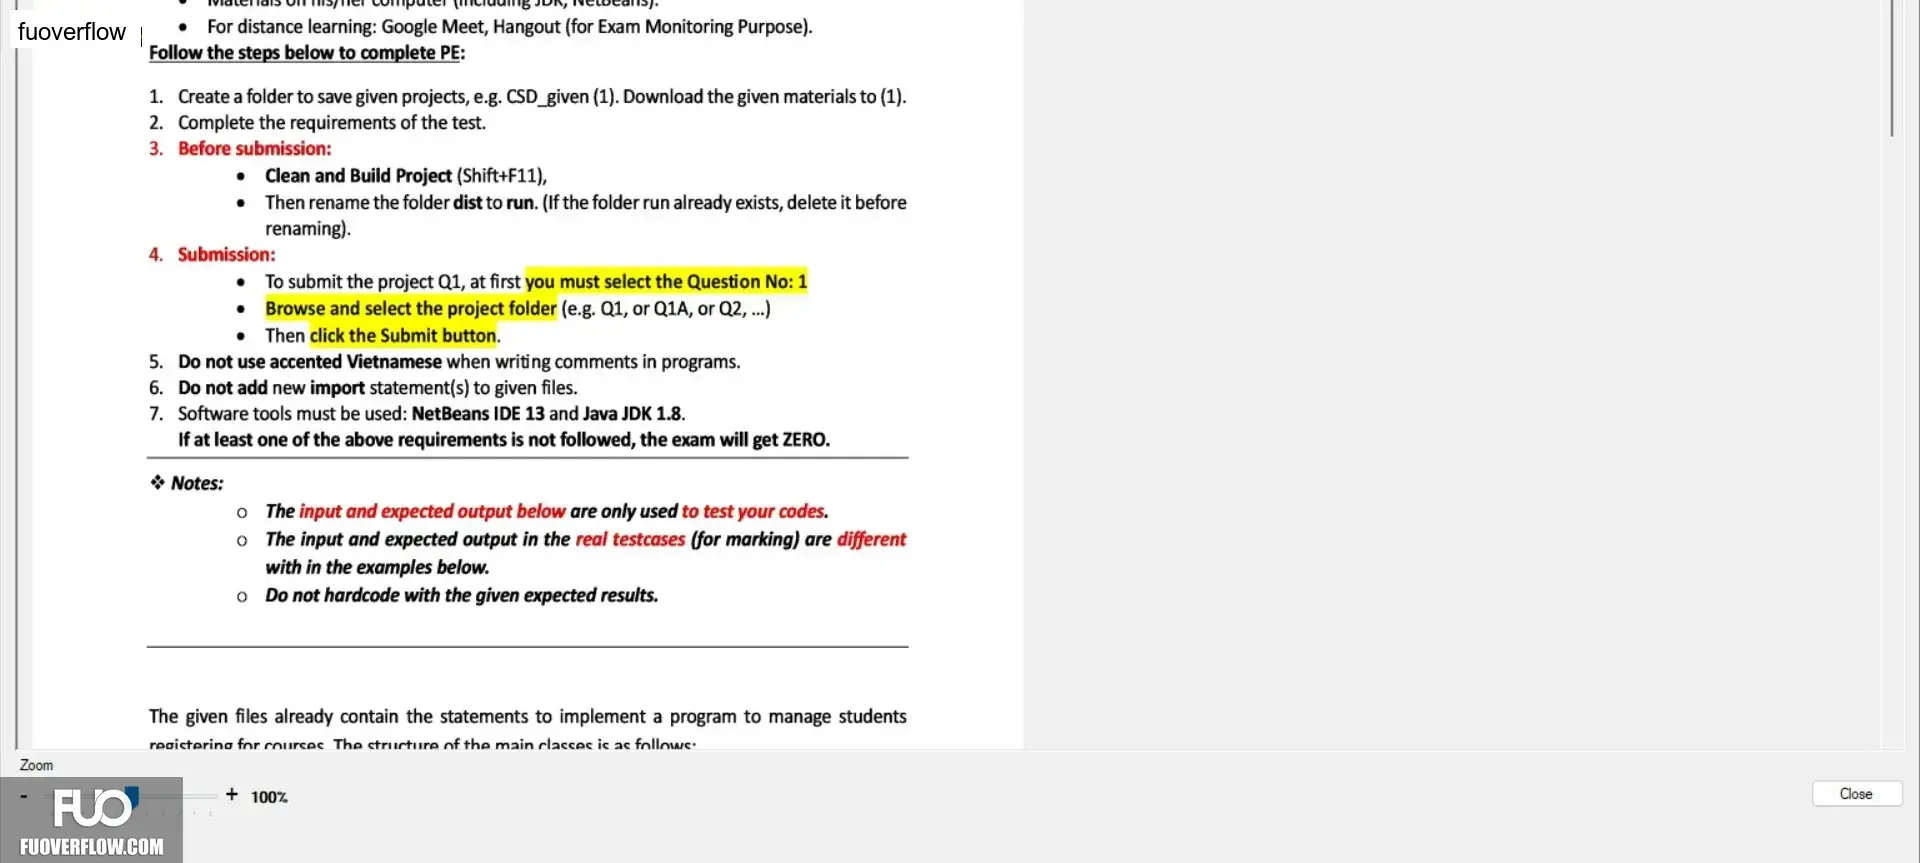 Materials on his/her computer (including JDK, NetBeans).
fuoverflow
• For distance learning: Google Meet, Hangout (for Exam Monitoring Purpose).
Follow the steps below to complete PE:
1. Create a folder to save given projects, e.g. CSD_given (1). Download the given materials to (1).
2. Complete the requirements of the test.
3. Before submission:
• Clean and Build Project (Shift+F11),
• Then rename the folder dist to run. (If the folder run already exists, delete it before
renaming).
4. Submission:
• To submit the project Q1, at first you must select the Question No: 1
• Browse and select the project folder (e.g. Q1, or Q1A, or Q2, ...)
• Then click the Submit button.
5. Do not use accented Vietnamese when writing comments in programs.
6. Do not add new import statement(s) to given files.
7. Software tools must be used: NetBeans IDE 13 and Java JDK 1.8.
If at least one of the above requirements is not followed, the exam will get ZERO.
❖ Notes:
o The input and expected output below are only used to test your codes.
o The input and expected output in the real testcases (for marking) are different
with in the examples below.
o Do not hardcode with the given expected results.
The given files already contain the statements to implement a program to manage students
registering for courses. The structure of the main classes is as follows:
Zoom
- + 100%
Close
FUO
FUOVERFLOW.COM